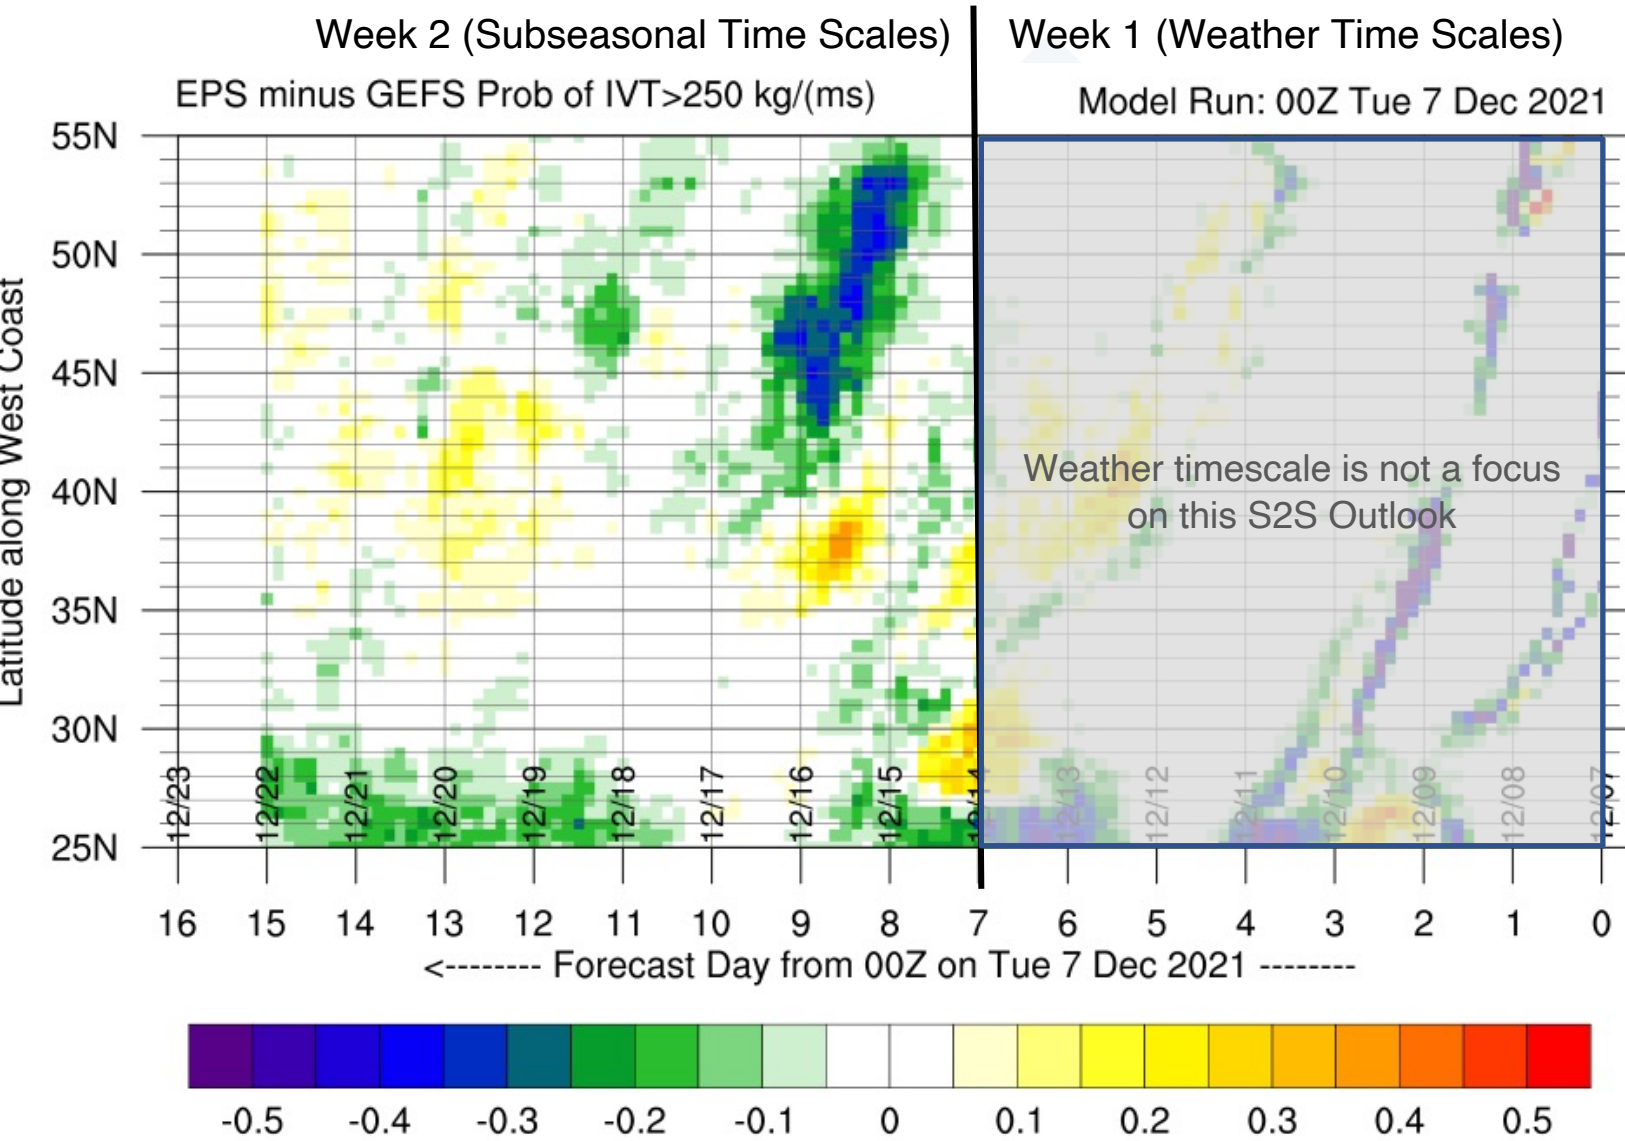 Week 2 (Subseasonal Time Scales)
Week 1 (Weather Time Scales)
EPS minus GEFS Prob of IVT>250 kg/(ms)
Model Run: 00Z Tue 7 Dec 2021
Latitude along West Coast
55N
50N
45N
40N
35N
30N
25N
Weather timescale is not a focus
on this S2S Outlook
12/23
12/22
12/21
12/20
12/19
12/18
12/17
12/16
12/15
12/14
12/13
12/12
12/11
12/10
12/09
12/08
12/07
16 15 14 13 12 11 10 9 8 7 6 5 4 3 2 1 0
<-------- Forecast Day from 00Z on Tue 7 Dec 2021 --------
-0.5 -0.4 -0.3 -0.2 -0.1 0 0.1 0.2 0.3 0.4 0.5